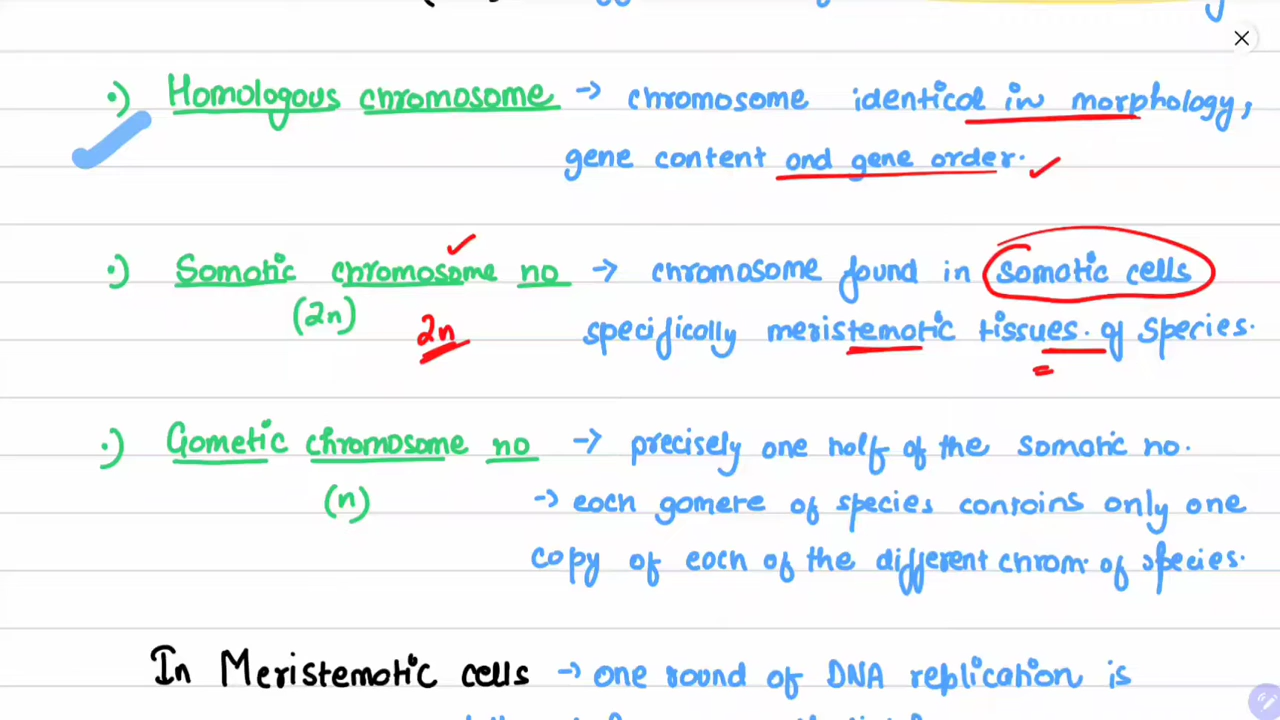 •) Homologous chromosome → chromosome identical in morphology,
gene content and gene order.
•) Somatic chromosome no → chromosome found in somatic cells
(2n) 2n specifically meristematic tissues. of species.
•) Gametic chromosome no → precisely one half of the somatic no.
(n) → each gamere of species contains only one
copy of each of the different chrom. of species.
In Meristematic cells → one round of DNA replication is